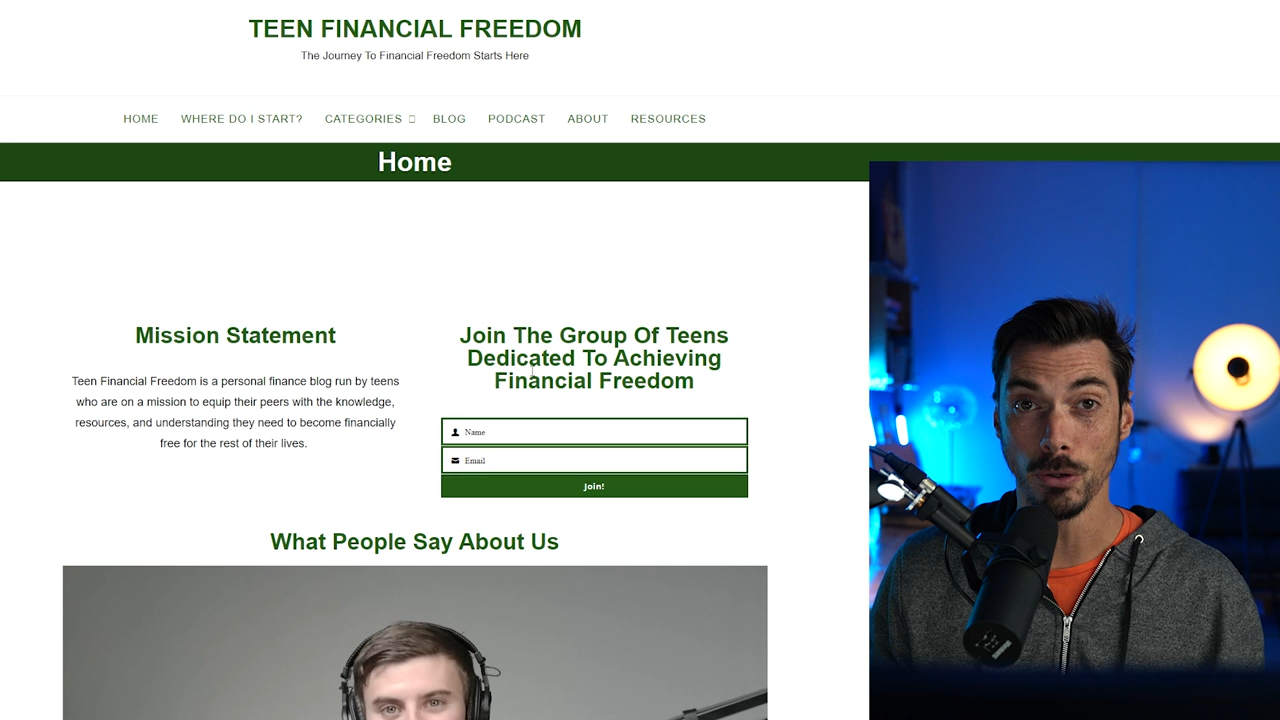 TEEN FINANCIAL FREEDOM
The Journey To Financial Freedom Starts Here
HOME WHERE DO I START? CATEGORIES BLOG PODCAST ABOUT RESOURCES
Home
Mission Statement
Teen Financial Freedom is a personal finance blog run by teens
who are on a mission to equip their peers with the knowledge,
resources, and understanding they need to become financially
free for the rest of their lives.
Join The Group Of Teens
Dedicated To Achieving
Financial Freedom
Name
Email
Join!
What People Say About Us